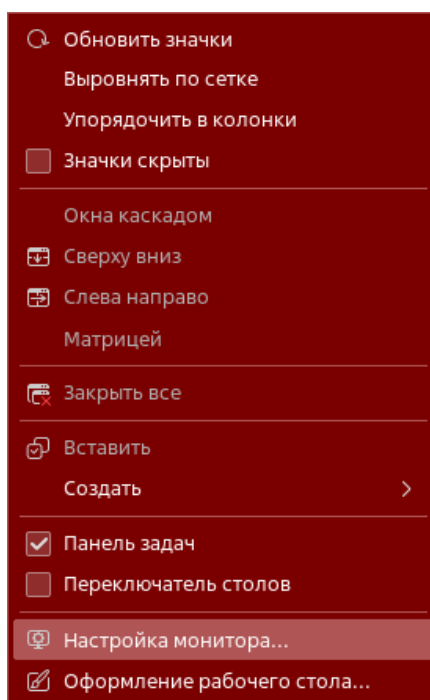 Обновить значки
Выровнять по сетке
Упорядочить в колонки
Значки скрыты
Окна каскадом
Сверху вниз
Слева направо
Матрицей
Закрыть все
Вставить
Создать
Панель задач
Переключатель столов
Настройка монитора...
Оформление рабочего стола...